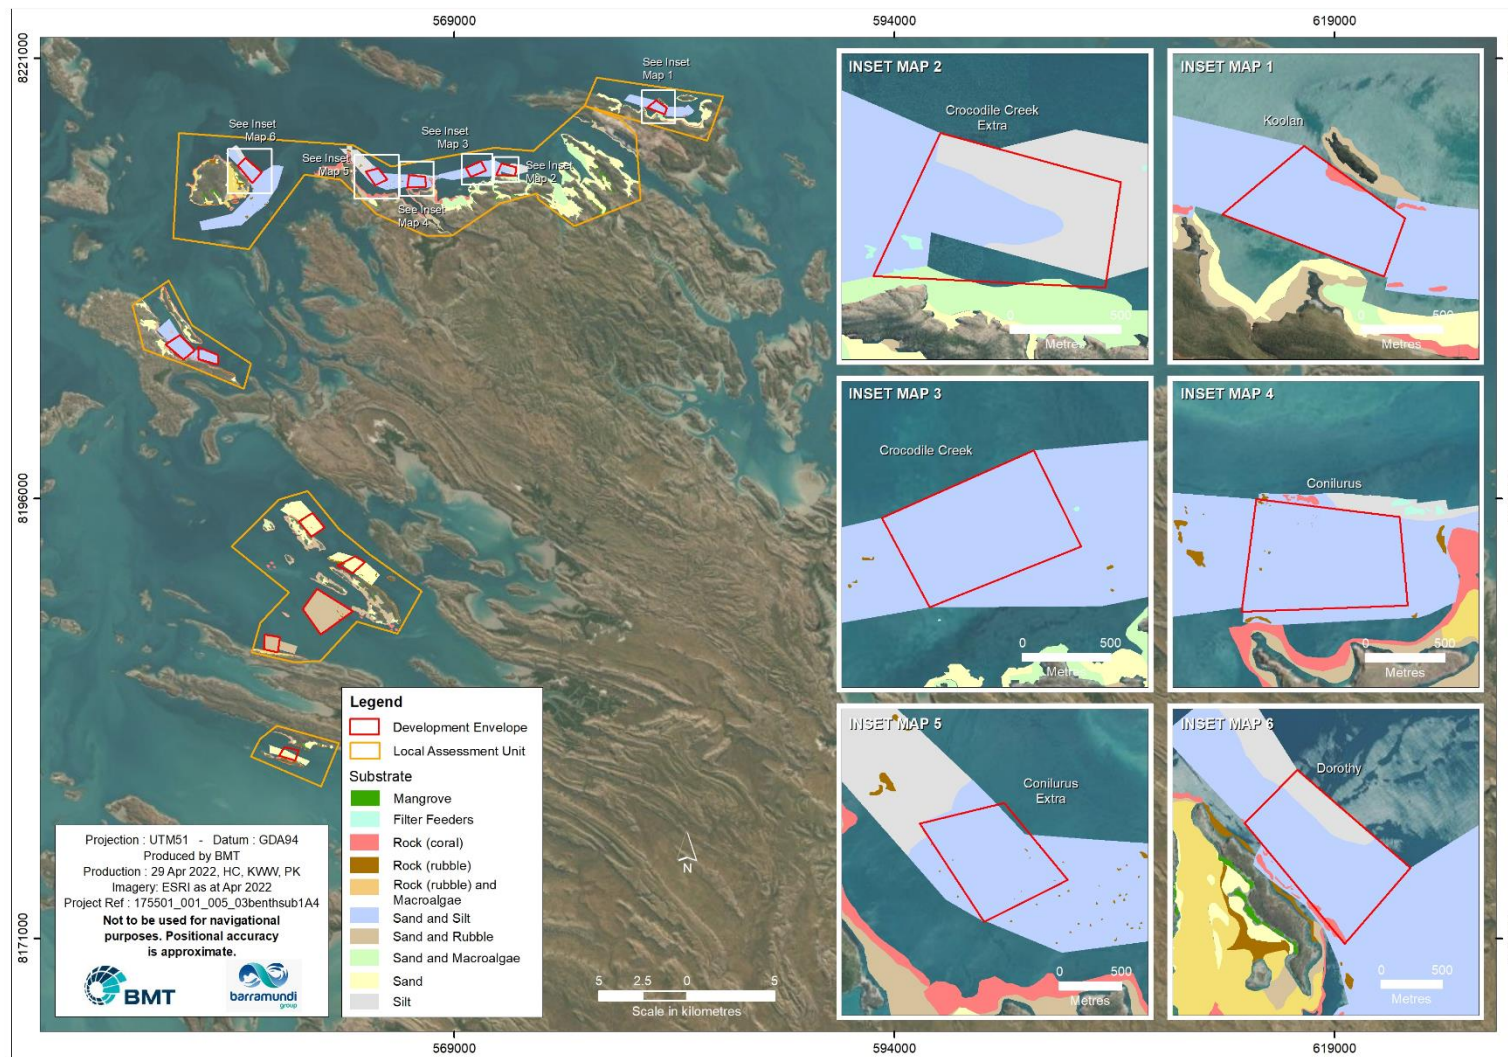 569000
594000
619000
8221000
8196000
8171000
See Inset
Map 1
See Inset
Map 6
See Inset
Map 3
See Inset
Map 5
See Inset
Map 2
See Inset
Map 4
INSET MAP 2
Crocodile Creek
Extra
0
500
Metres
INSET MAP 1
Koolan
0
500
Metres
INSET MAP 3
Crocodile Creek
0
500
Metres
INSET MAP 4
Conilurus
0
500
Metres
INSET MAP 5
Conilurus
Extra
0
500
Metres
INSET MAP 6
Dorothy
0
500
Metres
Legend
Development Envelope
Local Assessment Unit
Substrate
Mangrove
Filter Feeders
Rock (coral)
Rock (rubble)
Rock (rubble) and
Macroalgae
Sand and Silt
Sand and Rubble
Sand and Macroalgae
Sand
Silt
Projection : UTM51 - Datum : GDA94
Produced by BMT
Production : 29 Apr 2022, HC, KWW, PK
Imagery: ESRI as at Apr 2022
Project Ref : 175501_001_005_03benthsub1A4
Not to be used for navigational
purposes. Positional accuracy
is approximate.
BMT
barramundi
group
N
5 2.5 0 5
Scale in kilometres
569000
594000
619000